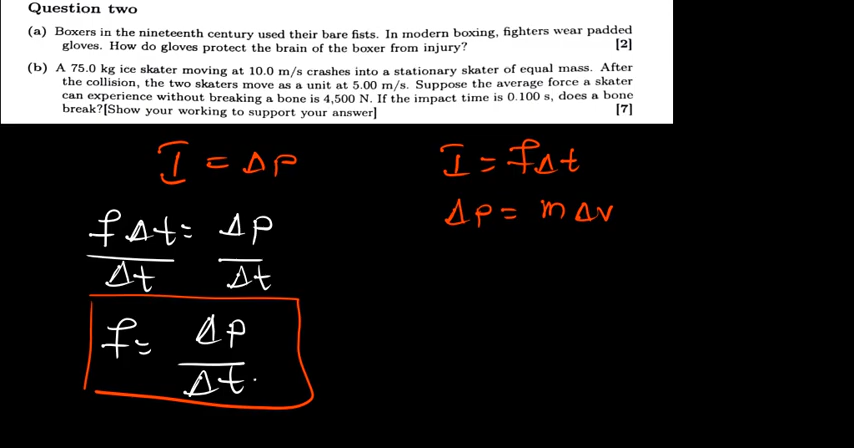 Question two
(a) Boxers in the nineteenth century used their bare fists. In modern boxing, fighters wear padded
gloves. How do gloves protect the brain of the boxer from injury? [2]
(b) A 75.0 kg ice skater moving at 10.0 m/s crashes into a stationary skater of equal mass. After
the collision, the two skaters move as a unit at 5.00 m/s. Suppose the average force a skater
can experience without breaking a bone is 4,500 N. If the impact time is 0.100 s, does a bone
break?[Show your working to support your answer] [7]
I = Δp
I = fΔt
Δp = mΔv
fΔt = Δp
Δt Δt
f = Δp
Δt.